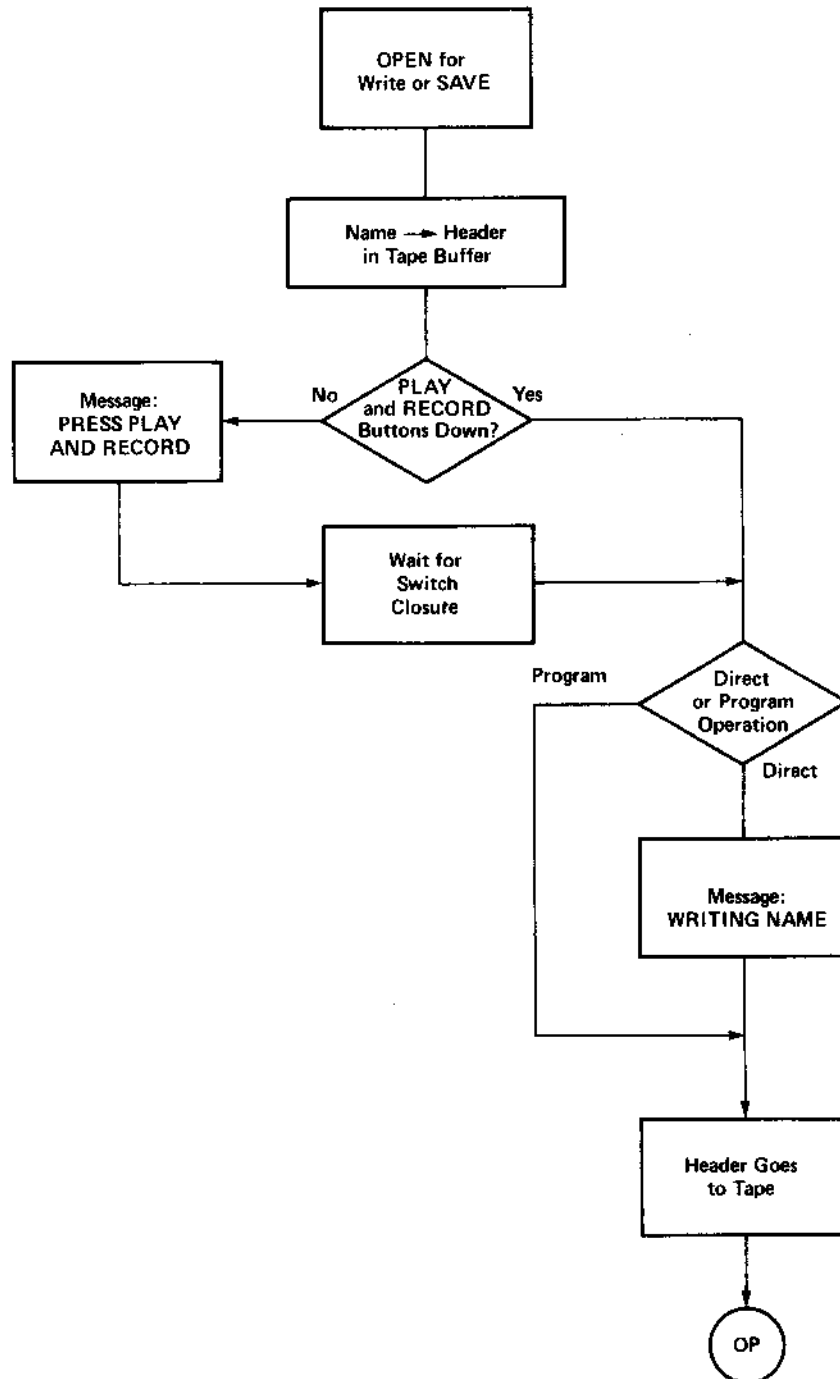 OPEN for
Write or SAVE
Name → Header
in Tape Buffer
No
PLAY
and RECORD
Buttons Down?
Yes
Message:
PRESS PLAY
AND RECORD
Wait for
Switch
Closure
Program
Direct
or Program
Operation
Direct
Message:
WRITING NAME
Header Goes
to Tape
OP